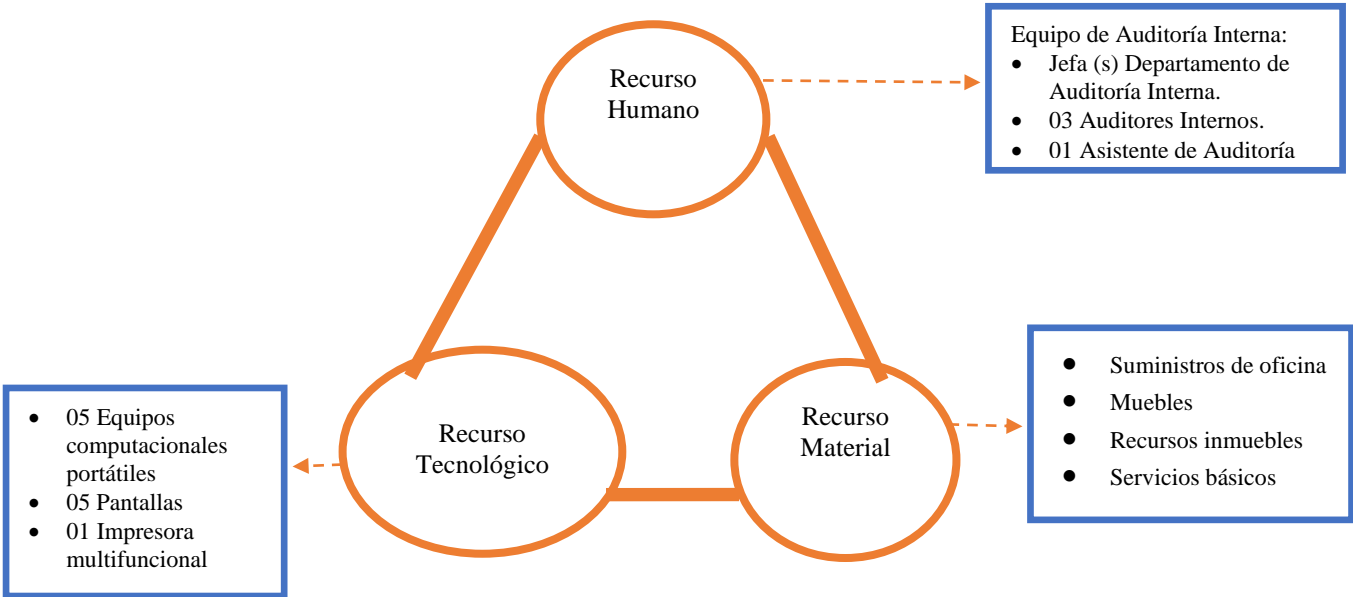 Recurso
Humano
Equipo de Auditoría Interna:
• Jefa (s) Departamento de
Auditoría Interna.
• 03 Auditores Internos.
• 01 Asistente de Auditoría
Recurso
Tecnológico
Recurso
Material
• 05 Equipos
computacionales
portátiles
• 05 Pantallas
• 01 Impresora
multifuncional
• Suministros de oficina
• Muebles
• Recursos inmuebles
• Servicios básicos